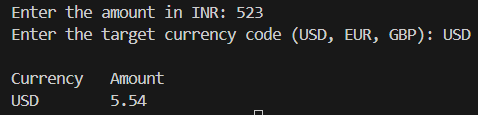 Enter the amount in INR: 523
Enter the target currency code (USD, EUR, GBP): USD
Currency Amount
USD 5.54